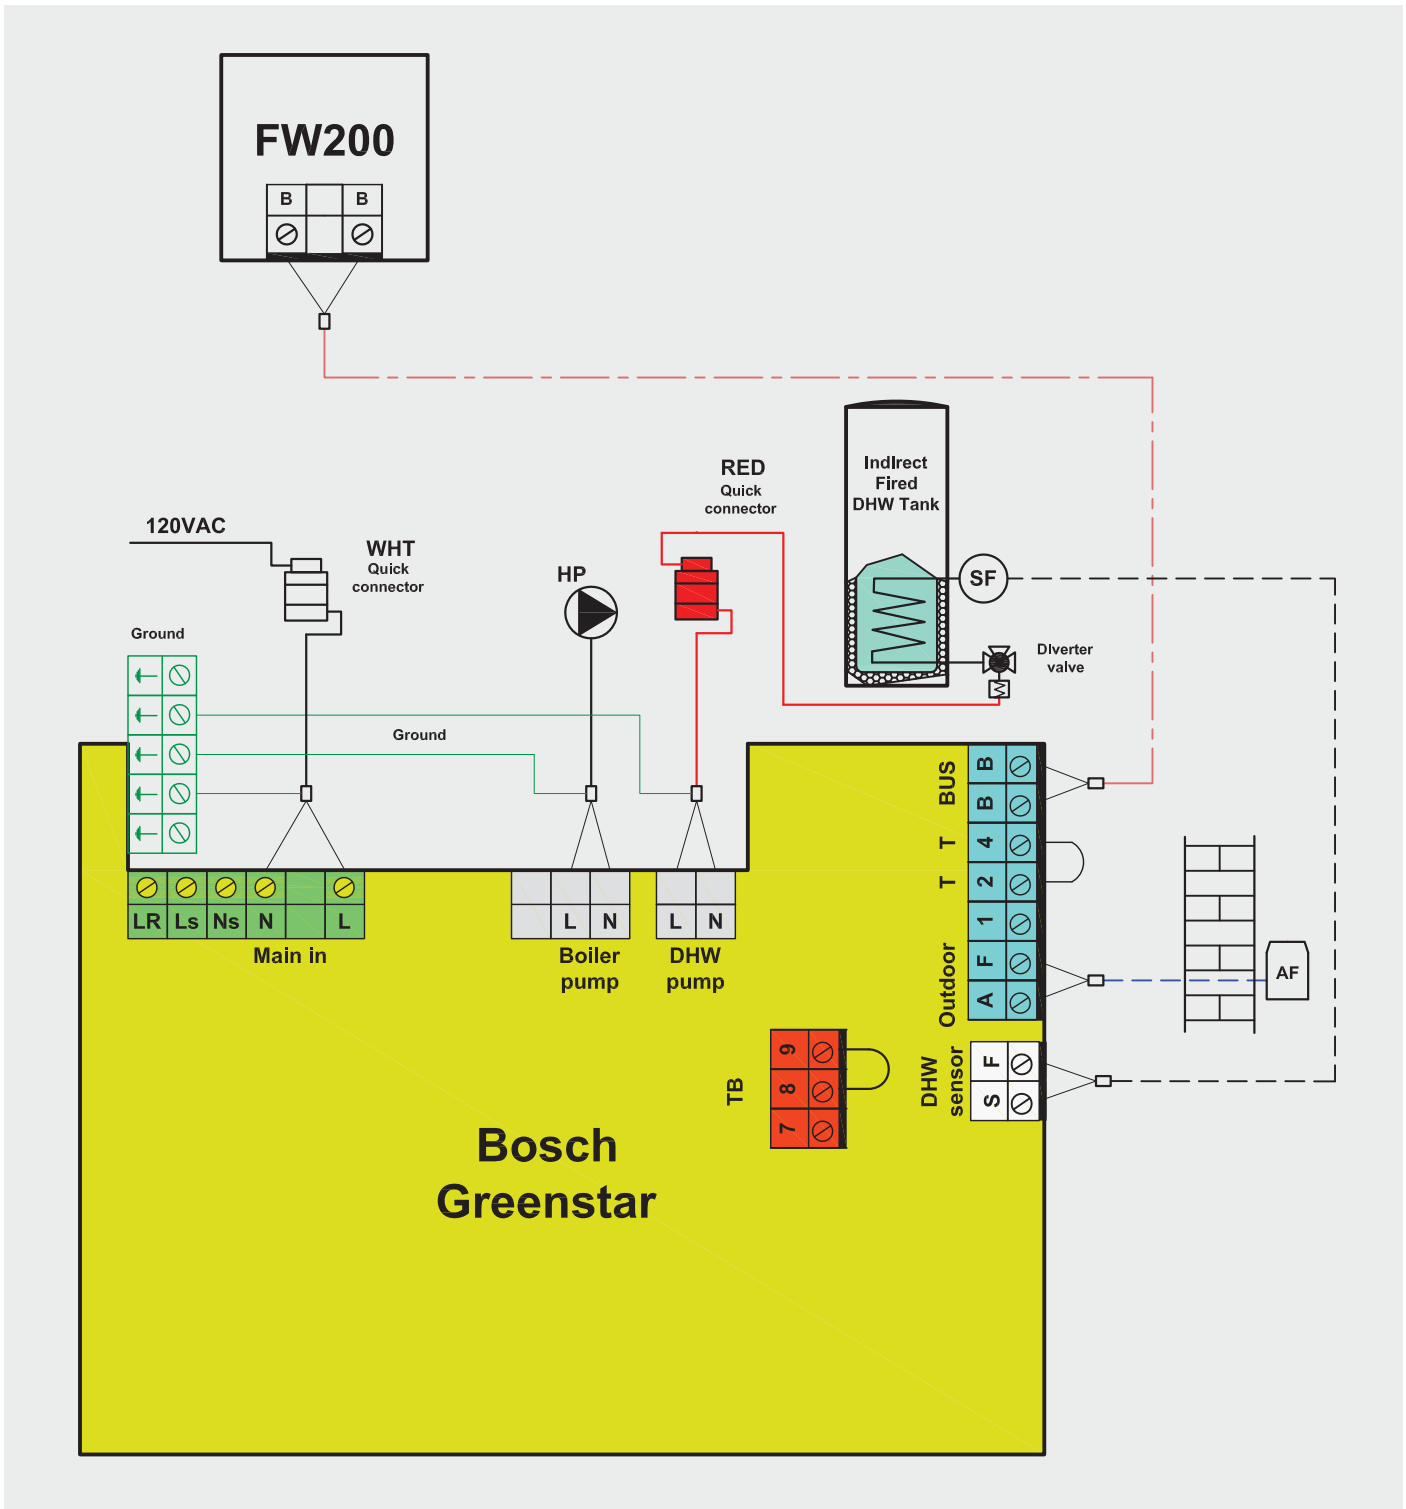 FW200
B B
RED
Quick
connector
Indirect
Fired
DHW Tank
120VAC
WHT
Quick
connector
HP
SF
Ground
Diverter
valve
Ground
LR Ls Ns N L
Main in
L N
Boiler
pump
L N
DHW
pump
BUS
B
B
T
4
T
2
1
Outdoor
F
A
AF
DHW
sensor
F
S
TB
9
8
7
Bosch
Greenstar